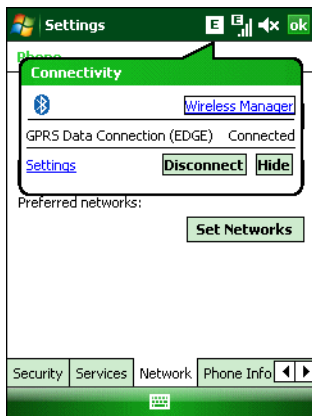 Settings E ok
Phone
Connectivity
Wireless Manager
GPRS Data Connection (EDGE) Connected
Settings Disconnect Hide
Preferred networks:
Set Networks
Security Services Network Phone Info